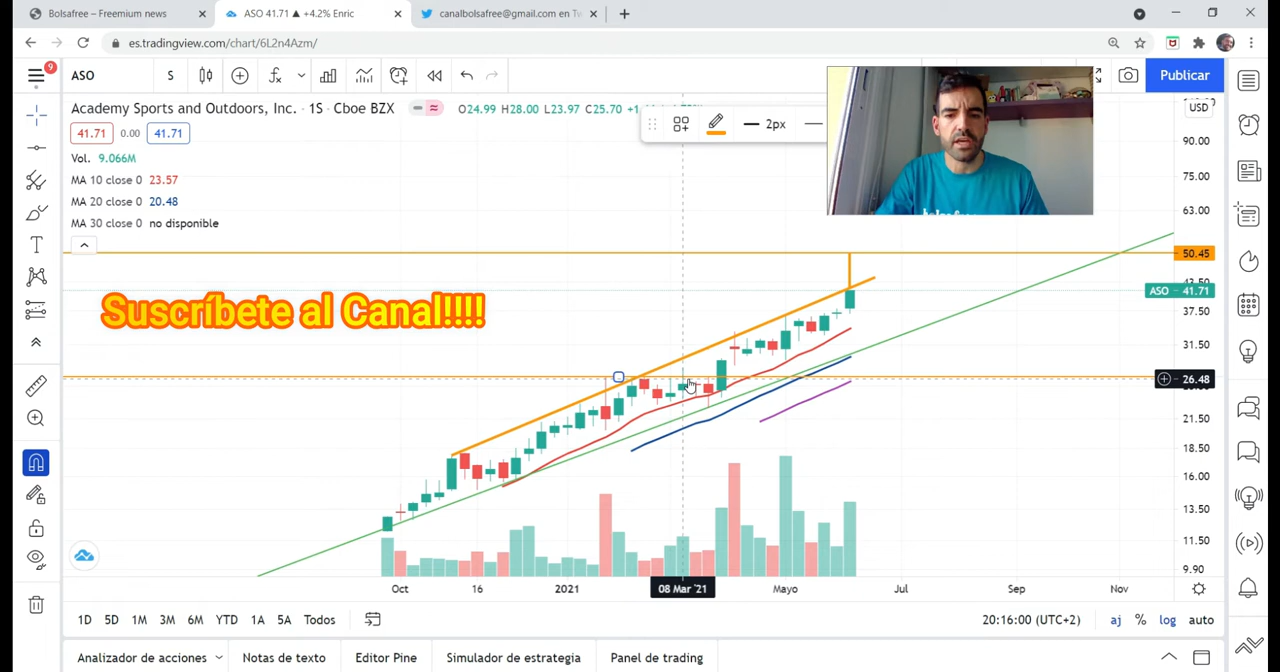 Bolsafree – Freemium news
ASO 41.71 ▲ +4.2% Enric
canalbolsafree@gmail.com en Tw
es.tradingview.com/chart/6L2n4Azm/
9
ASO
S
Publicar
Academy Sports and Outdoors, Inc. · 1S · Cboe BZX
O24.99 H28.00 L23.97 C25.70
USD
41.71 0.00 41.71
2px
Vol. 9.066M
MA 10 close 0 23.57
MA 20 close 0 20.48
MA 30 close 0 no disponible
90.00
75.00
63.00
50.45
ASO 41.71
37.50
31.50
26.48
21.50
18.50
16.00
13.50
11.50
9.90
Suscríbete al Canal!!!!
Oct 16 2021 08 Mar '21 Mayo Jul Sep Nov
1D 5D 1M 3M 6M YTD 1A 5A Todos
20:16:00 (UTC+2)
aj % log auto
Analizador de acciones Notas de texto Editor Pine Simulador de estrategia Panel de trading